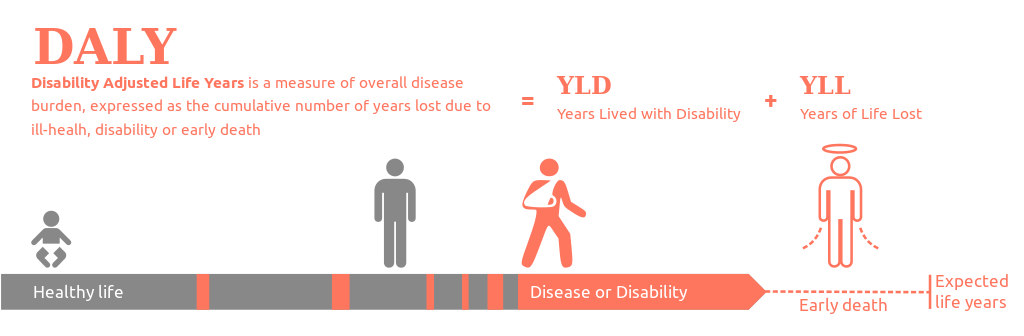 DALY
Disability Adjusted Life Years is a measure of overall disease
burden, expressed as the cumulative number of years lost due to
ill-healh, disability or early death
=
YLD
Years Lived with Disability
+
YLL
Years of Life Lost
Healthy life
Disease or Disability
Early death
Expected
life years